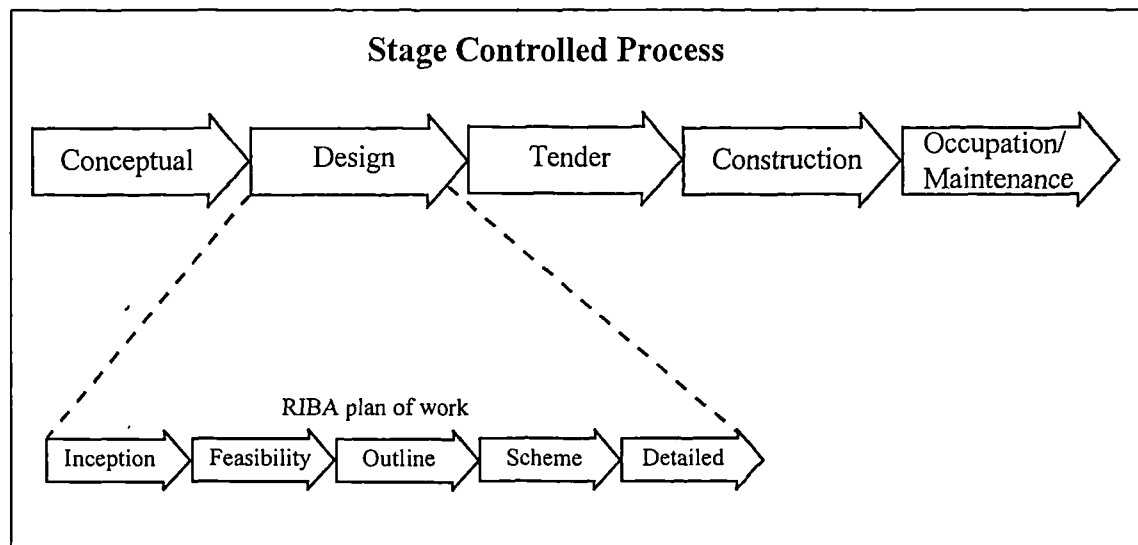 Stage Controlled Process
Conceptual
Design
Tender
Construction
Occupation/
Maintenance
RIBA plan of work
Inception
Feasibility
Outline
Scheme
Detailed